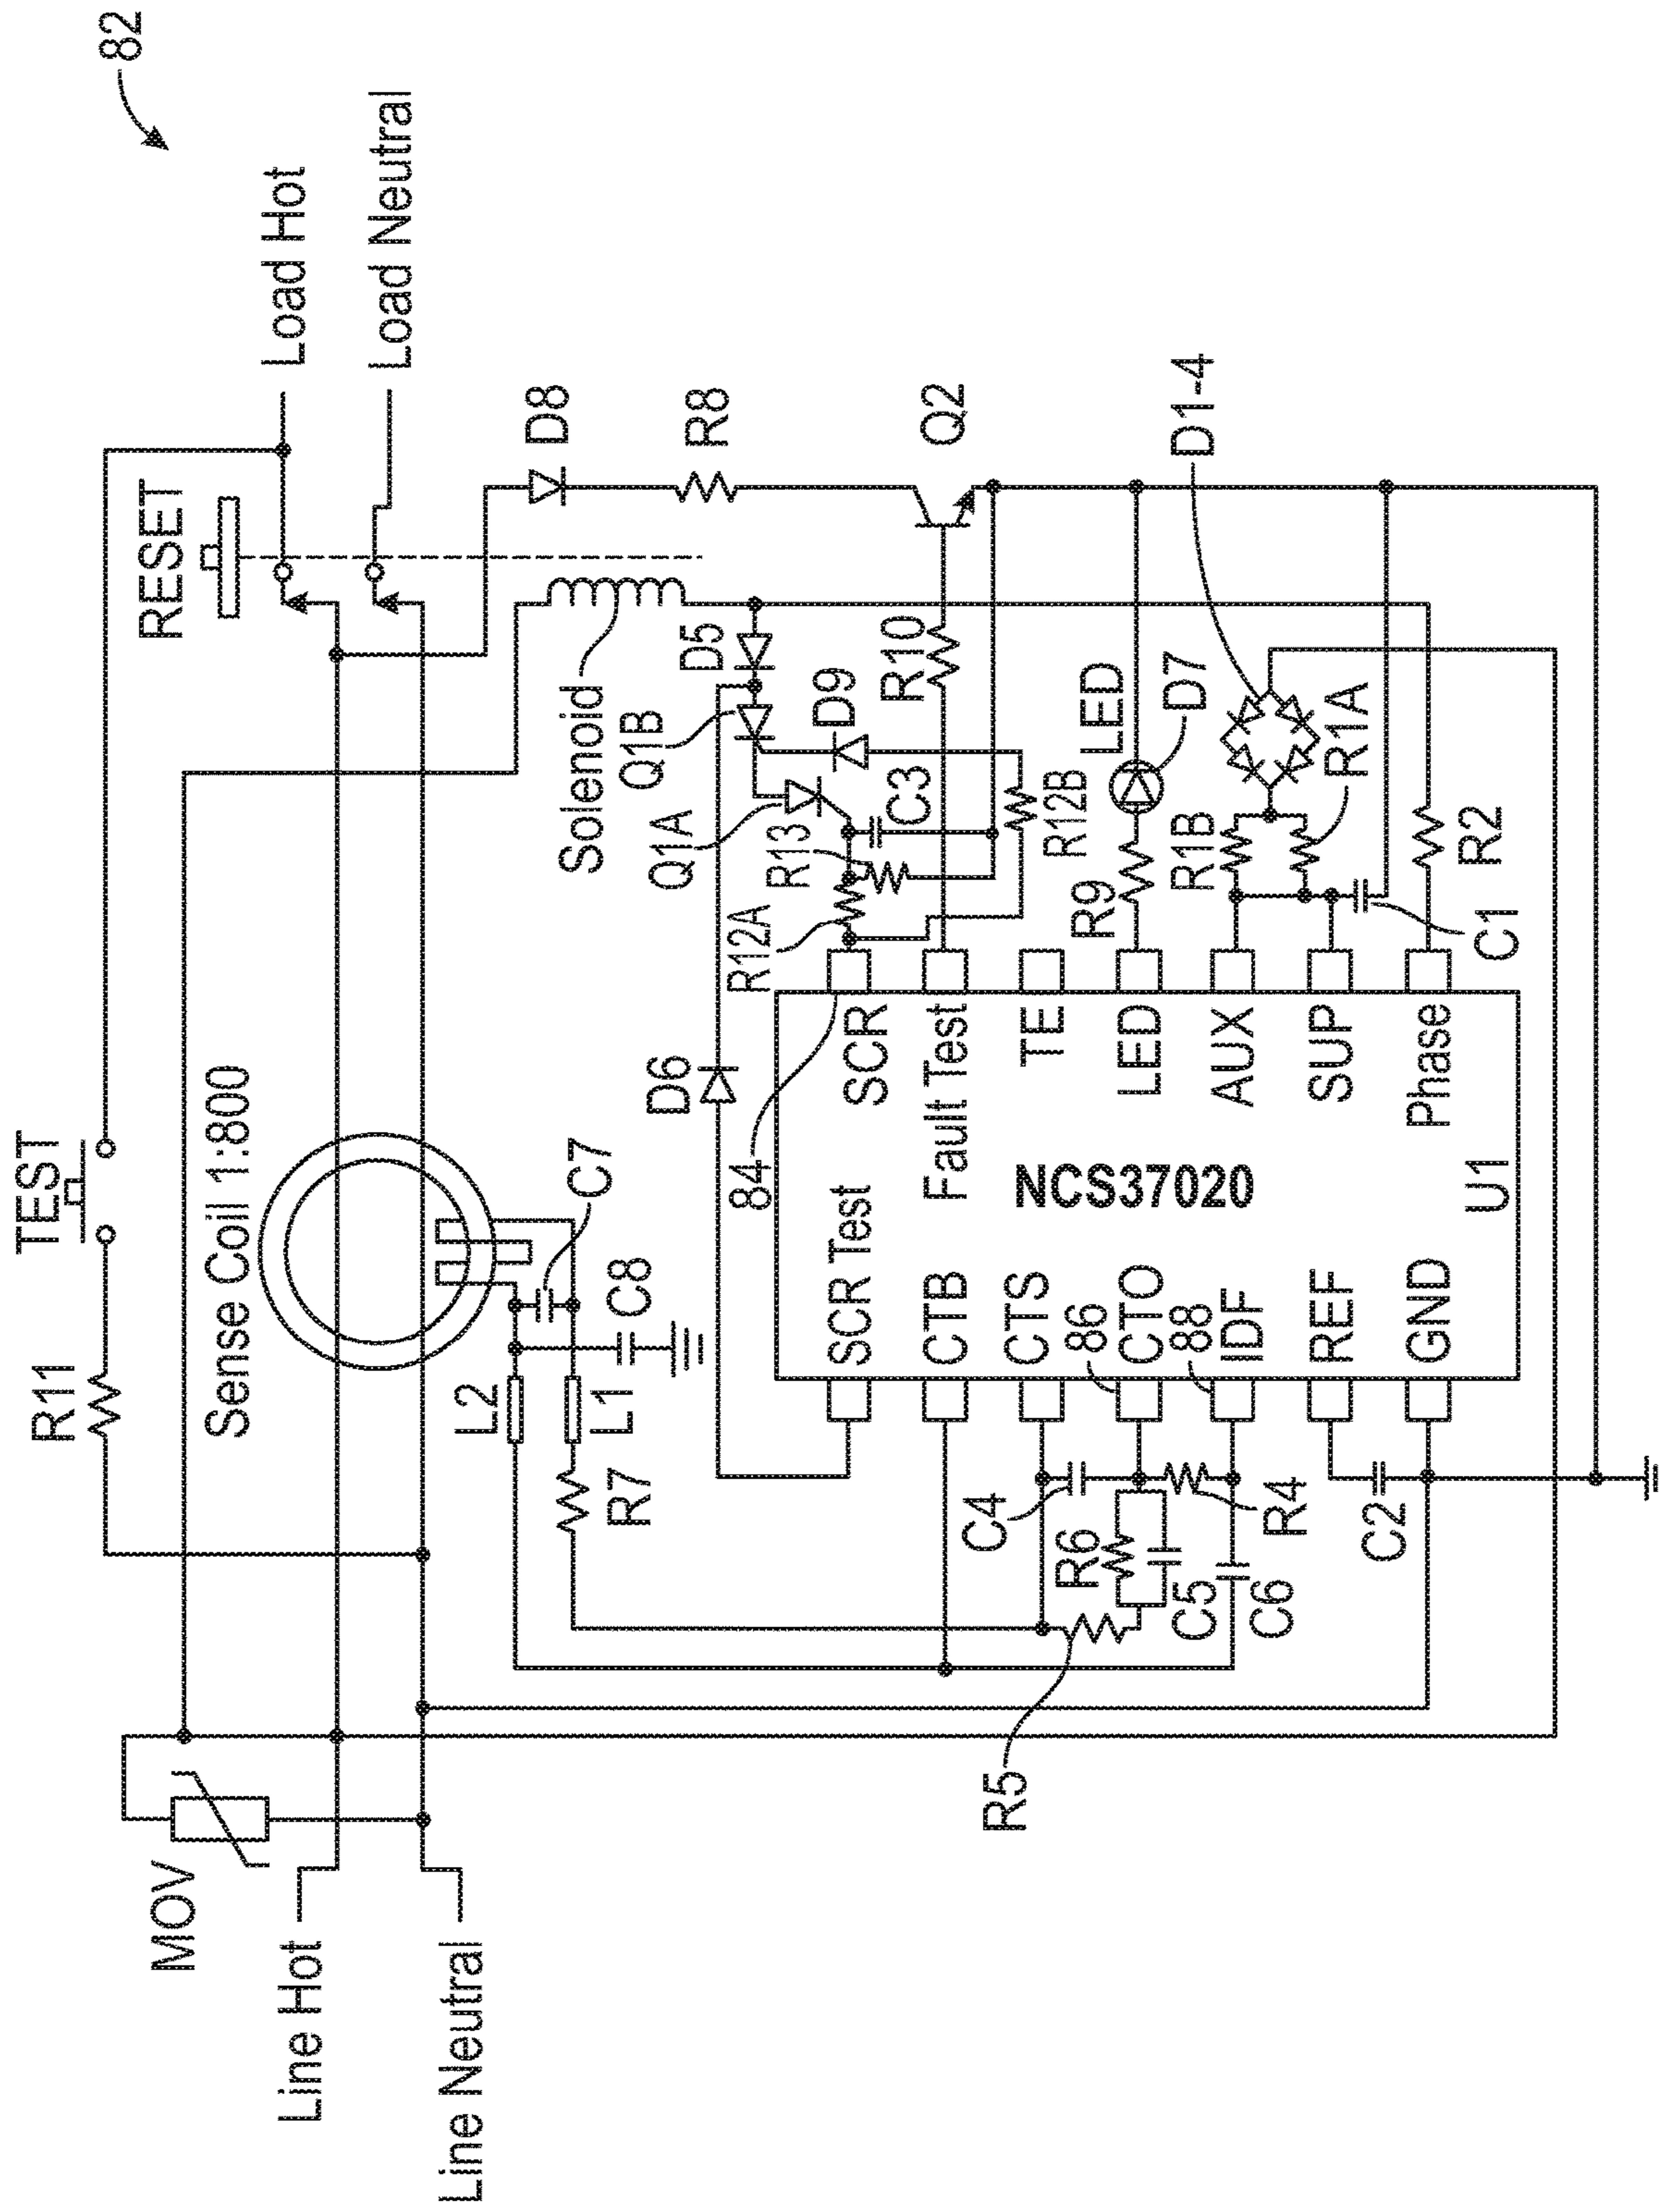 82
TEST
R11
Sense Coil 1:800
RESET
Load Hot
Load Neutral
MOV
Line Hot
Line Neutral
L2
L1
R7
C7
C8
D8
R8
Q2
Solenoid
D5
Q1B
Q1A
D9
D6
R13
C3
R10
R12A
R12B
84
SCR Test
CTB
CTS
86
CTO
88
IDF
REF
GND
NCS37020
U1
SCR
Fault Test
TE
LED
AUX
SUP
Phase
C4
R6
R5
C5
C6
R4
C2
R9
LED
D7
D1-4
R1B
R1A
R2
C1